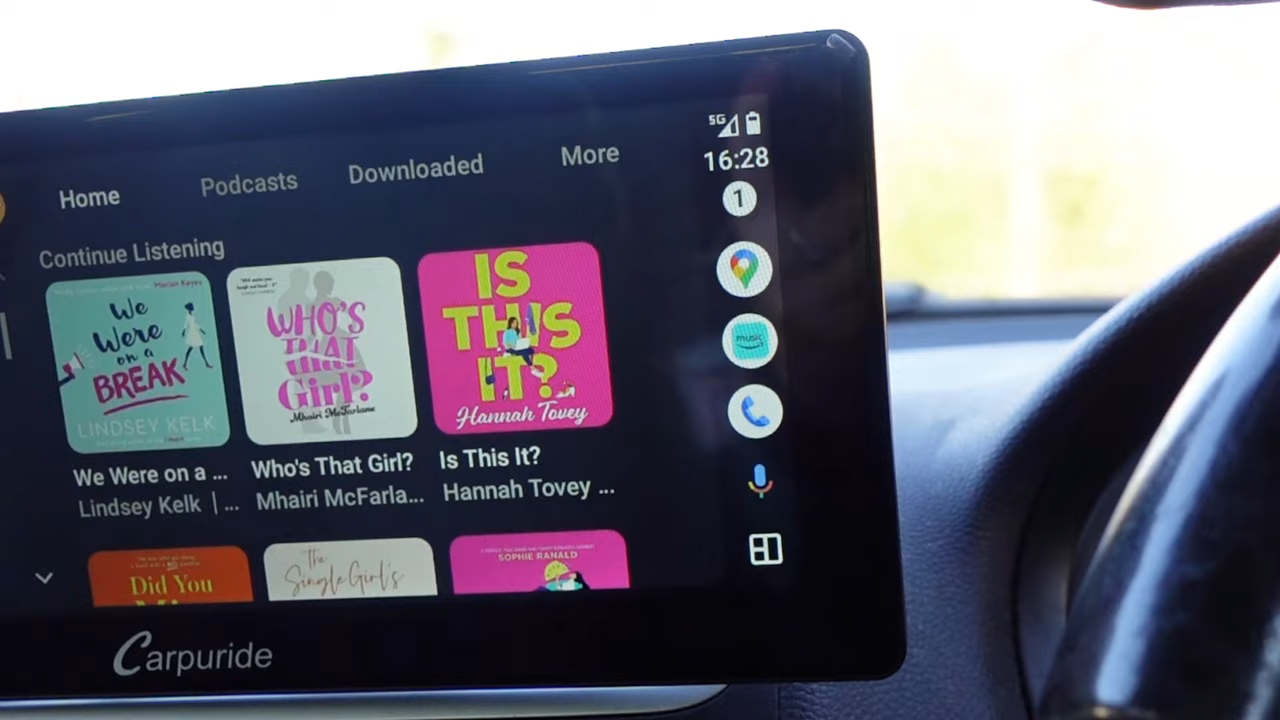 Home Podcasts Downloaded More
5G
16:28
1
Continue Listening
Marian Keyes
We
Were
on a
BREAK
LINDSEY KELK
WHO'S
THAT
Girl?
Mhairi McFarlane
IS
THIS
IT?
Hannah Tovey
music
We Were on a ...
Lindsey Kelk | ...
Who's That Girl?
Mhairi McFarla...
Is This It?
Hannah Tovey ...
Did You
the
Single Girl's
SOPHIE RANALD
Carpuride